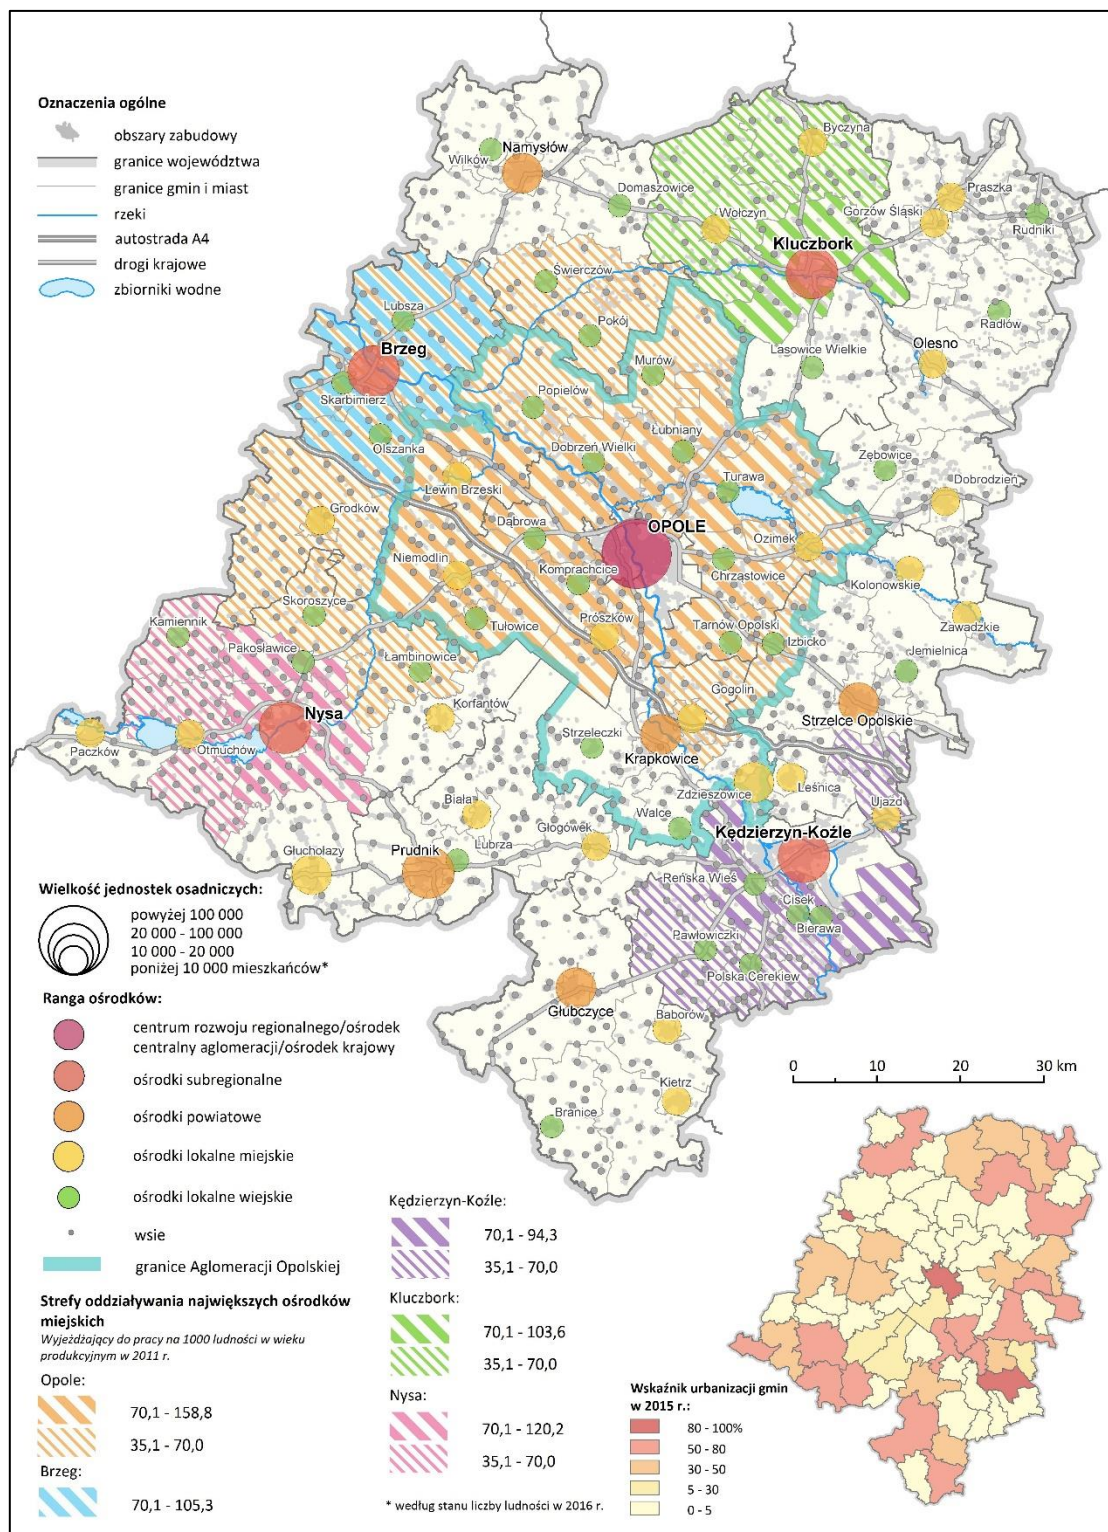 Oznaczenia ogólne
obszary zabudowy
granice województwa
granice gmin i miast
rzeki
autostrada A4
drogi krajowe
zbiorniki wodne
Byczyna
Namysłów
Wilków
Domaszowice
Praszka
Wołczyn
Gorzów Śląski
Rudniki
Kluczbork
Świerczów
Lubsza
Pokój
Radłów
Brzeg
Murów
Lasowice Wielkie
Olesno
Skarbimierz
Popielów
Olszanka
Dobrzeń Wielki
Łubniany
Zębowice
Lewin Brzeski
Turawa
Dobrodzień
Grodków
Dąbrowa
OPOLE
Ozimek
Niemodlin
Komprachcice
Chrząstowice
Kolonowskie
Skoroszyce
Kamiennik
Tułowice
Prószków
Tarnów Opolski
Izbicko
Zawadzkie
Pakosławice
Łambinowice
Jemielnica
Gogolin
Nysa
Korfantów
Strzelce Opolskie
Paczków
Otmuchów
Strzeleczki
Krapkowice
Zdzieszowice
Leśnica
Ujazd
Biała
Walce
Głogówek
Kędzierzyn-Koźle
Głuchołazy
Prudnik
Lubrza
Reńska Wieś
Cisek
Bierawa
Pawłowiczki
Polska Cerekiew
Głubczyce
Baborów
Kietrz
Branice
Wielkość jednostek osadniczych:
powyżej 100 000
20 000 - 100 000
10 000 - 20 000
poniżej 10 000 mieszkańców*
Ranga ośrodków:
centrum rozwoju regionalnego/ośrodek
centralny aglomeracji/ośrodek krajowy
ośrodki subregionalne
ośrodki powiatowe
ośrodki lokalne miejskie
ośrodki lokalne wiejskie
wsie
granice Aglomeracji Opolskiej
Strefy oddziaływania największych ośrodków
miejskich
Wyjeżdżający do pracy na 1000 ludności w wieku
produkcyjnym w 2011 r.
Opole:
70,1 - 158,8
35,1 - 70,0
Brzeg:
70,1 - 105,3
Kędzierzyn-Koźle:
70,1 - 94,3
35,1 - 70,0
Kluczbork:
70,1 - 103,6
35,1 - 70,0
Nysa:
70,1 - 120,2
35,1 - 70,0
* według stanu liczby ludności w 2016 r.
0 10 20 30 km
Wskaźnik urbanizacji gmin
w 2015 r.:
80 - 100%
50 - 80
30 - 50
5 - 30
0 - 5